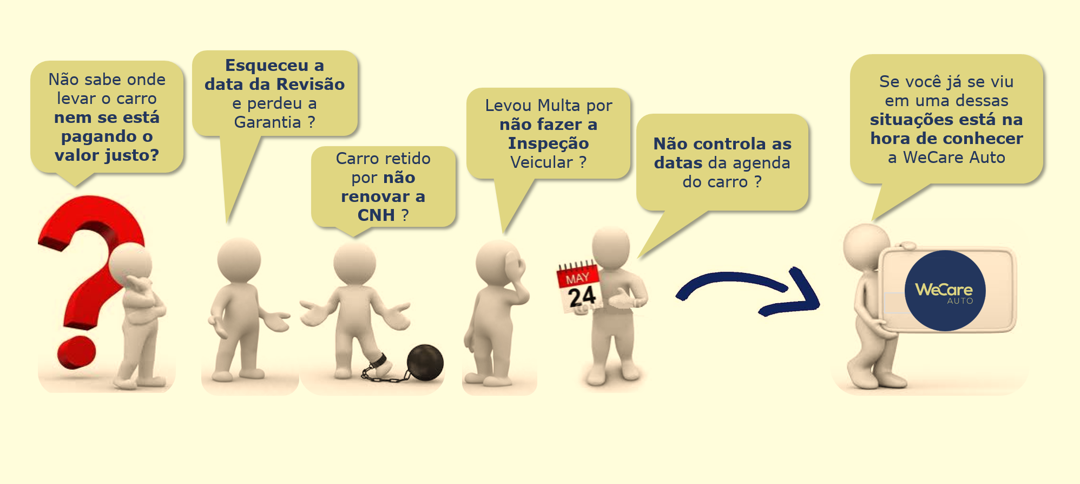 Não sabe onde
levar o carro
nem se está
pagando o
valor justo?
Esqueceu a
data da Revisão
e perdeu a
Garantia ?
Carro retido
por não
renovar a
CNH ?
Levou Multa por
não fazer a
Inspeção
Veicular ?
Não controla as
datas da agenda
do carro ?
MAY
24
Se você já se viu
em uma dessas
situações está na
hora de conhecer
a WeCare Auto
WeCare
AUTO